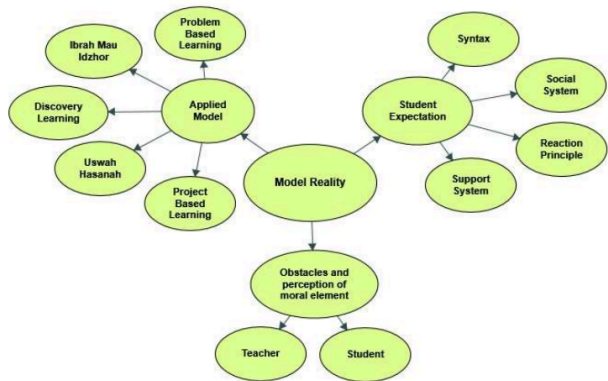 Problem
Based
Learning
Ibrah Mau
Idzhor
Discovery
Learning
Applied
Model
Uswah
Hasanah
Project
Based
Learning
Model Reality
Student
Expectation
Syntax
Social
System
Reaction
Principle
Support
System
Obstacles and
perception of
moral element
Teacher
Student